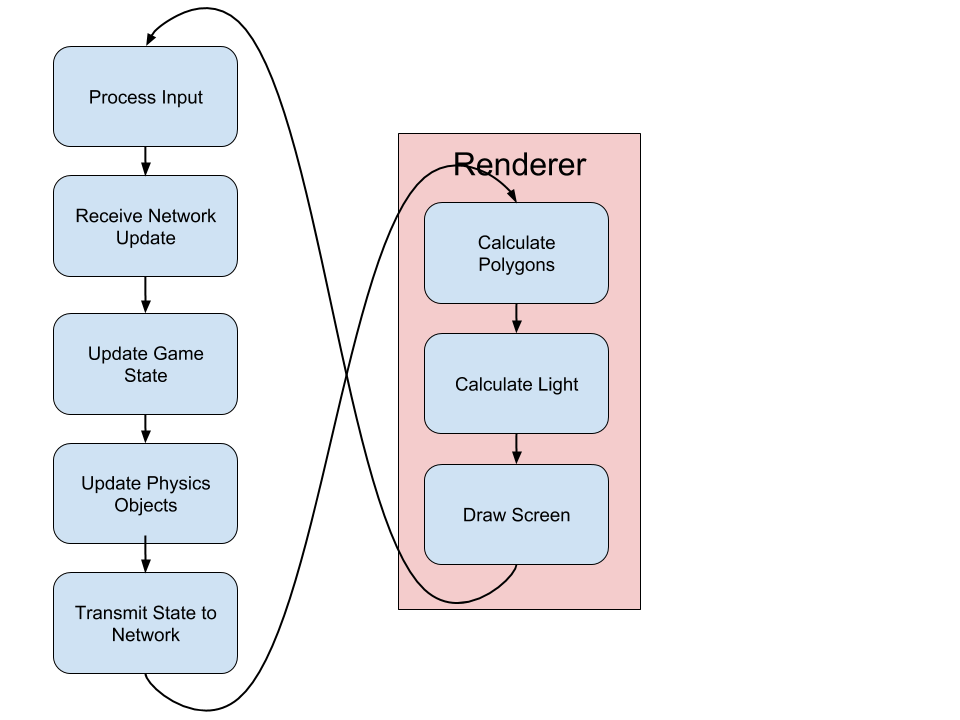 Process Input
Receive Network
Update
Update Game
State
Update Physics
Objects
Transmit State to
Network
Renderer
Calculate
Polygons
Calculate Light
Draw Screen